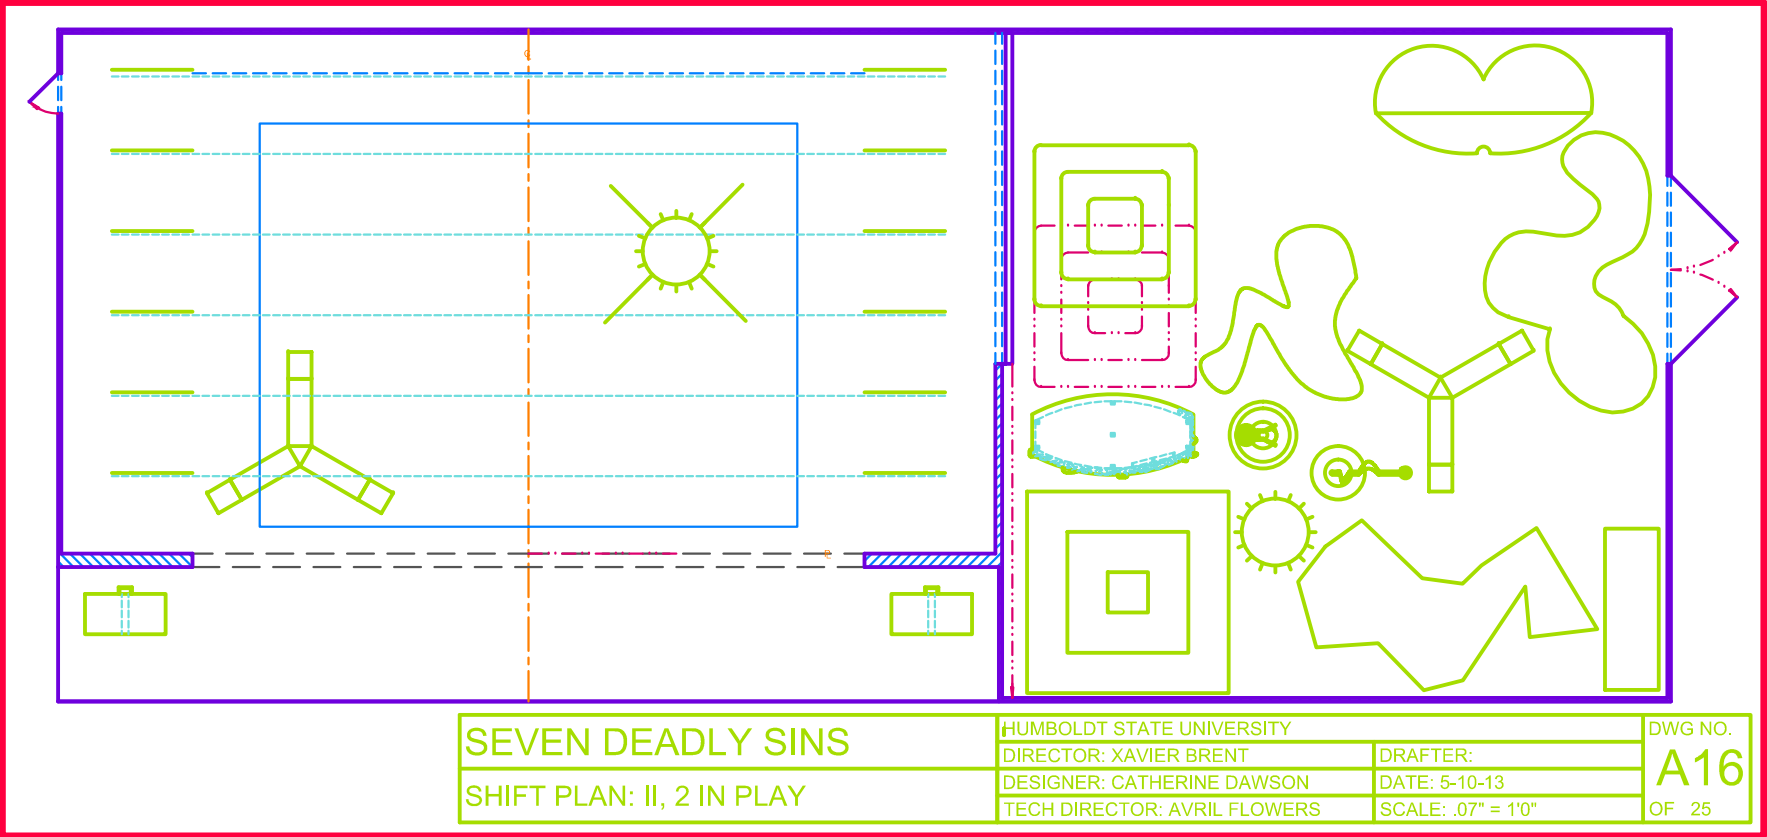 SEVEN DEADLY SINS
SHIFT PLAN: II, 2 IN PLAY
HUMBOLDT STATE UNIVERSITY
DIRECTOR: XAVIER BRENT
DRAFTER:
DESIGNER: CATHERINE DAWSON
DATE: 5-10-13
TECH DIRECTOR: AVRIL FLOWERS
SCALE: .07" = 1'0"
DWG NO.
A16
OF 25